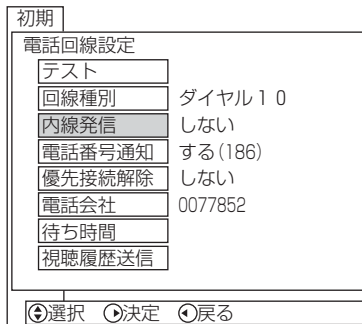 初期
電話回線設定
テスト
回線種別 ダイヤル10
内線発信 しない
電話番号通知 する(186)
優先接続解除 しない
電話会社 0077852
待ち時間
視聴履歴送信
選択 決定 戻る